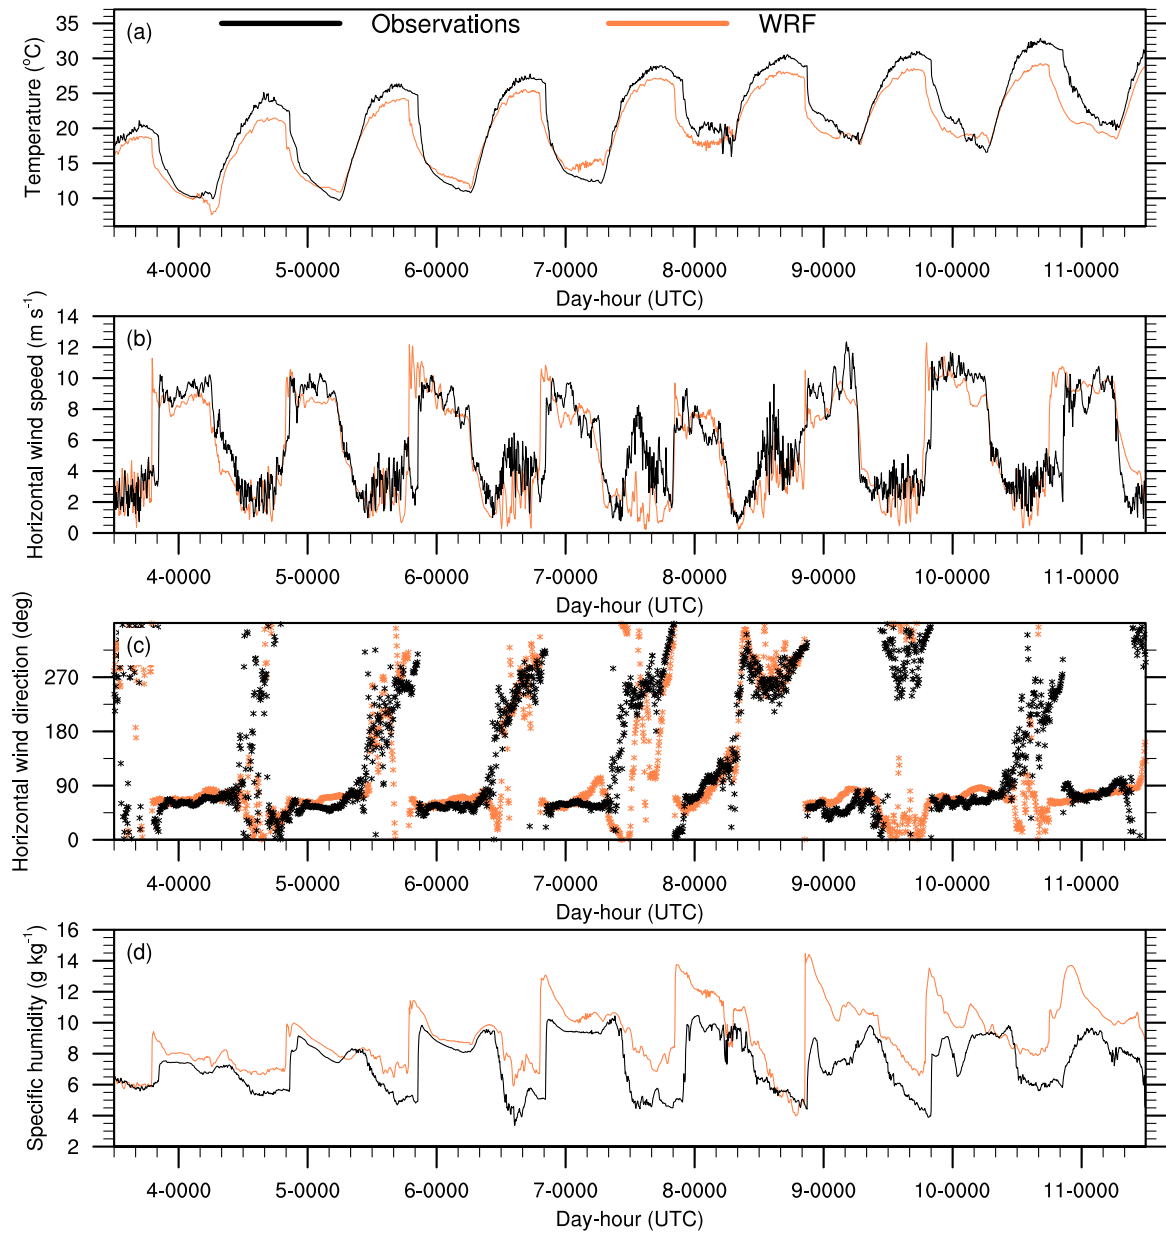 (a) Observations WRF
Temperature (°C)
35
30
25
20
15
10
4-0000 5-0000 6-0000 7-0000 8-0000 9-0000 10-0000 11-0000
Day-hour (UTC)
(b)
Horizontal wind speed (m s⁻¹)
14
12
10
8
6
4
2
0
4-0000 5-0000 6-0000 7-0000 8-0000 9-0000 10-0000 11-0000
Day-hour (UTC)
(c)
Horizontal wind direction (deg)
270
180
90
0
4-0000 5-0000 6-0000 7-0000 8-0000 9-0000 10-0000 11-0000
Day-hour (UTC)
(d)
Specific humidity (g kg⁻¹)
16
14
12
10
8
6
4
2
4-0000 5-0000 6-0000 7-0000 8-0000 9-0000 10-0000 11-0000
Day-hour (UTC)